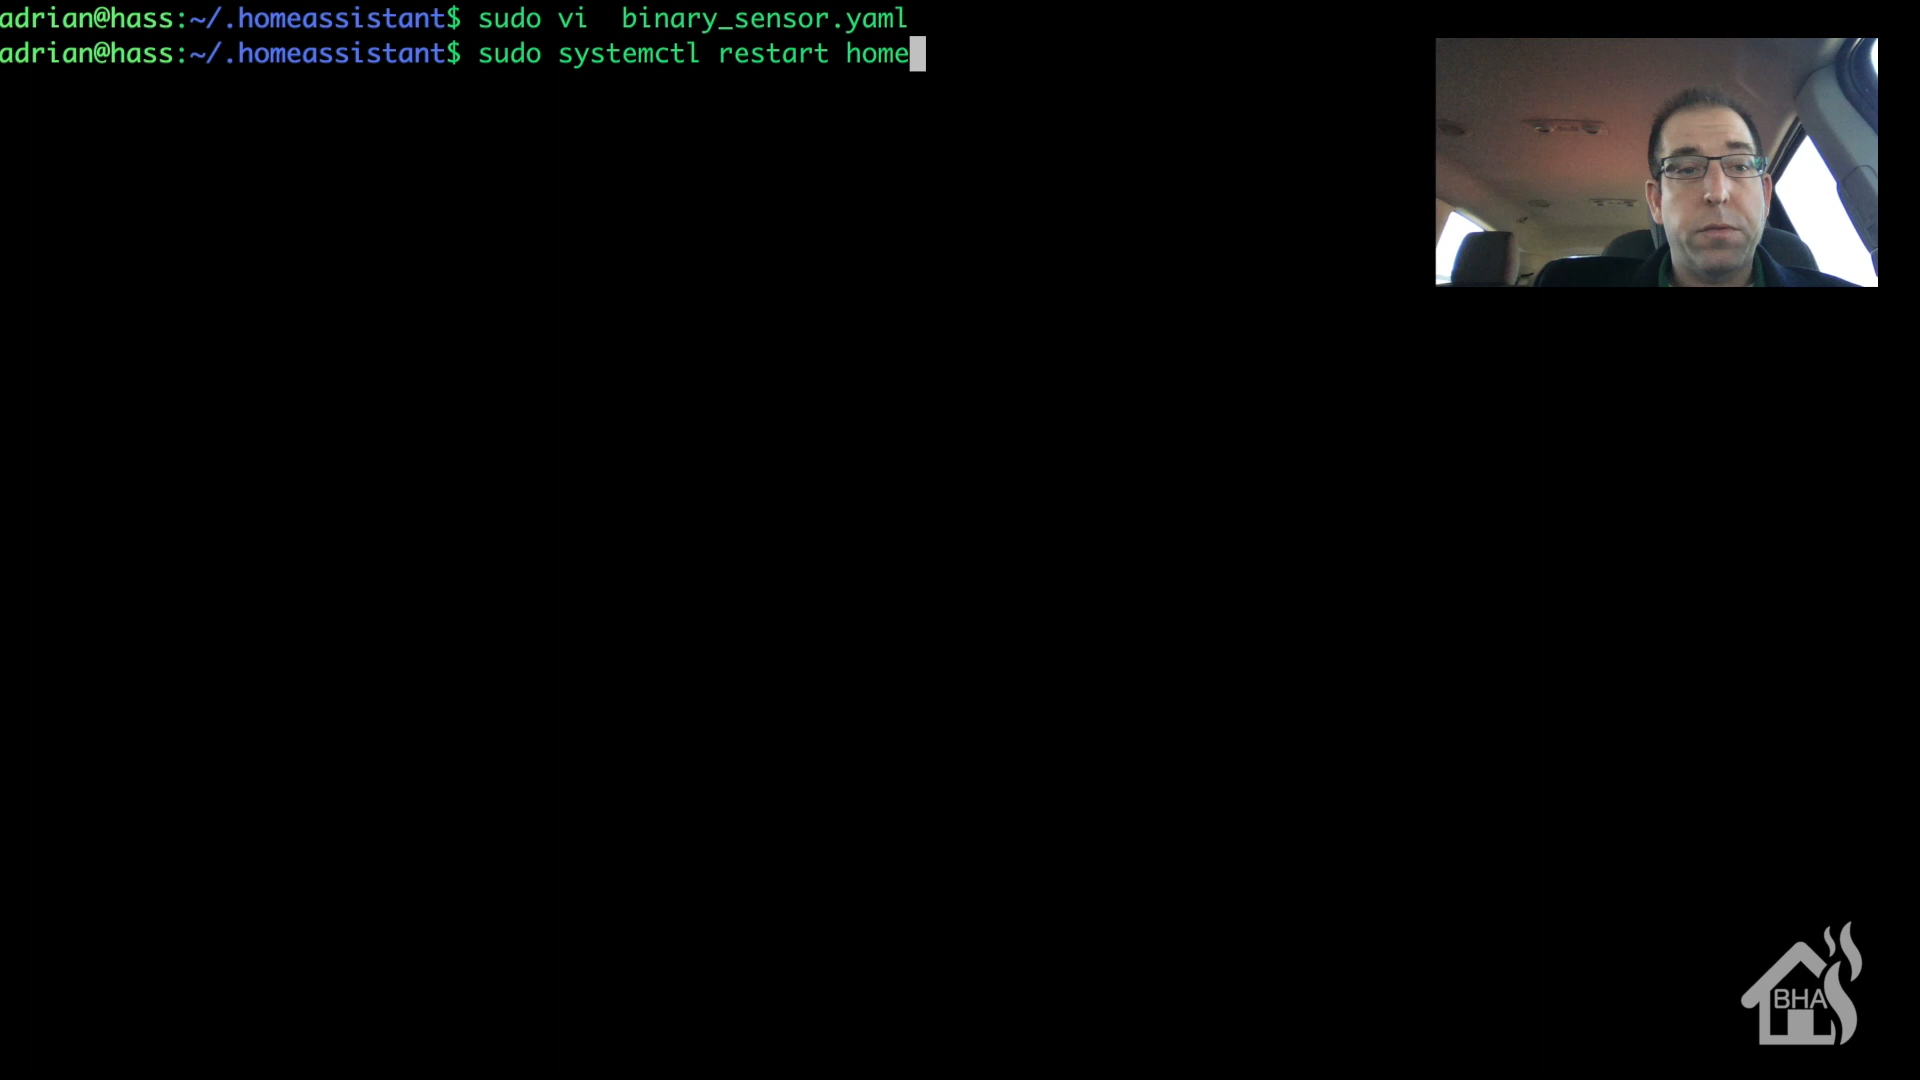 adrian@hass:~/.homeassistant$ sudo vi  binary_sensor.yaml
adrian@hass:~/.homeassistant$ sudo systemctl restart home
BHA